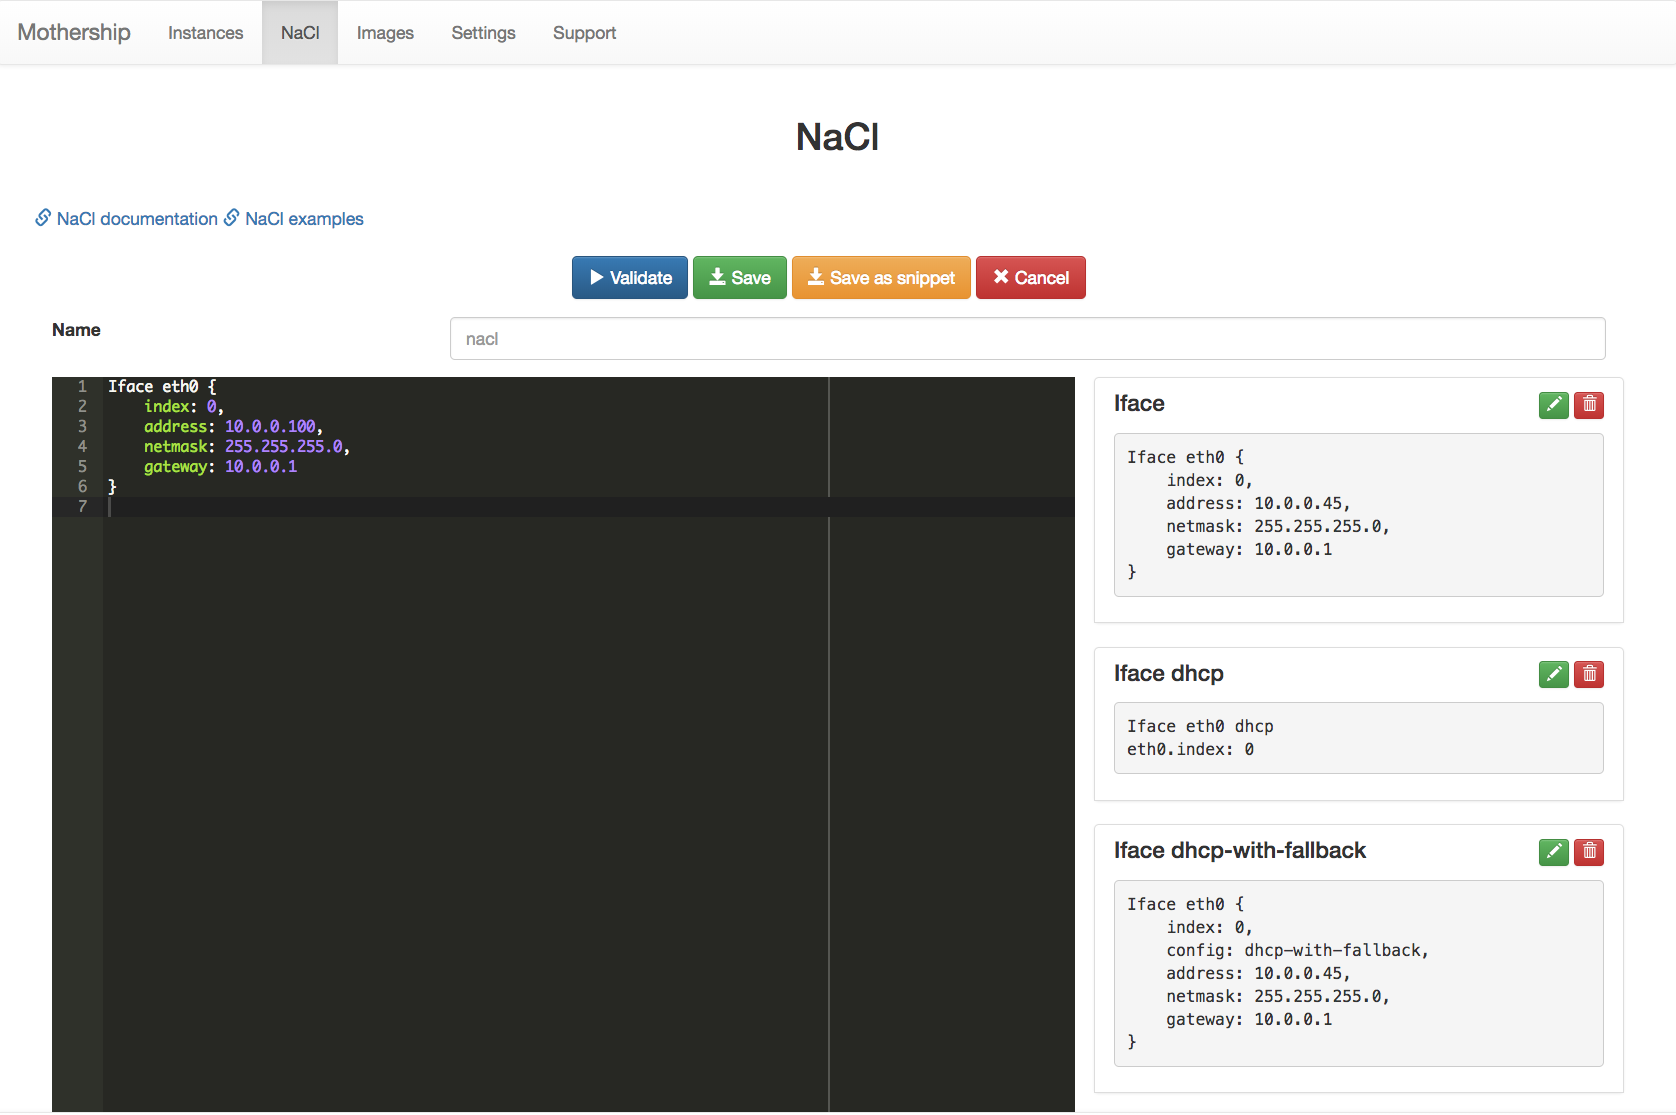 Mothership Instances NaCl Images Settings Support
NaCl
NaCl documentation NaCl examples
Validate Save Save as snippet Cancel
Name nacl
1 Iface eth0 {
2     index: 0,
3     address: 10.0.0.100,
4     netmask: 255.255.255.0,
5     gateway: 10.0.0.1
6 }
7
Iface
Iface eth0 {
    index: 0,
    address: 10.0.0.45,
    netmask: 255.255.255.0,
    gateway: 10.0.0.1
}
Iface dhcp
Iface eth0 dhcp
eth0.index: 0
Iface dhcp-with-fallback
Iface eth0 {
    index: 0,
    config: dhcp-with-fallback,
    address: 10.0.0.45,
    netmask: 255.255.255.0,
    gateway: 10.0.0.1
}